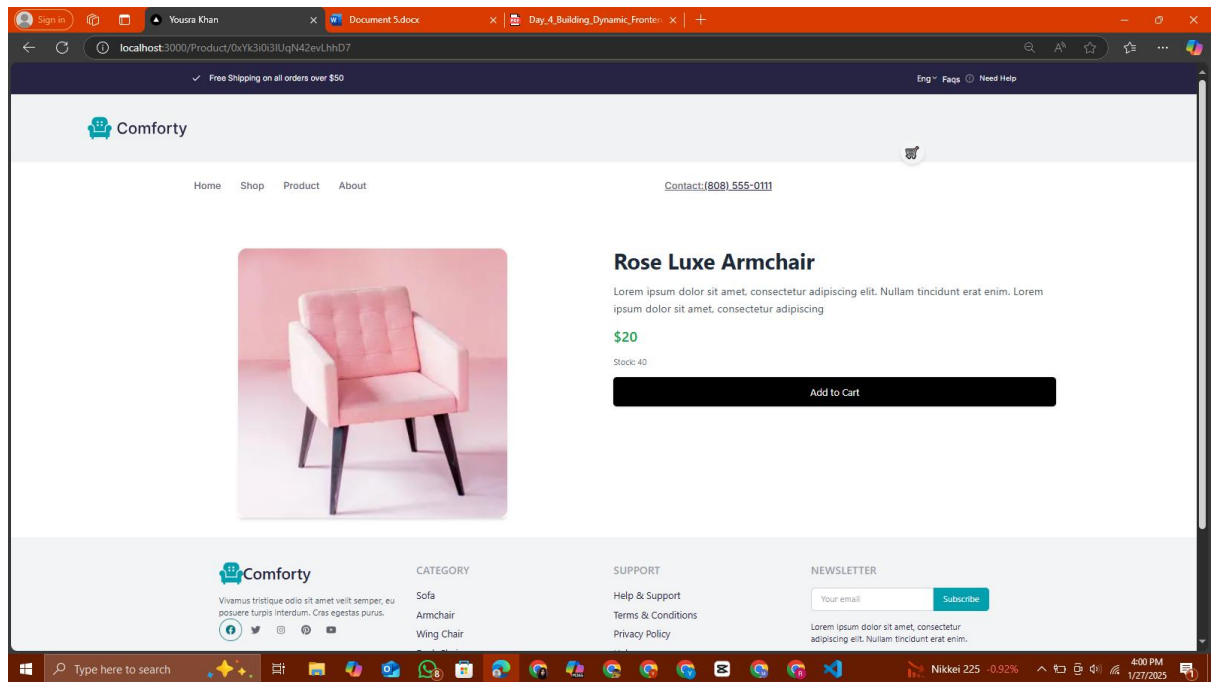 Sign in
Yousra Khan
Document 5.docx
Day_4_Building_Dynamic_Fronten
localhost:3000/Product/0xYk3i0i3IUqN42evLhhD7
Free Shipping on all orders over $50
Eng Faqs Need Help
Comforty
Home Shop Product About
Contact:(808) 555-0111
Rose Luxe Armchair
Lorem ipsum dolor sit amet, consectetur adipiscing elit. Nullam tincidunt erat enim. Lorem
ipsum dolor sit amet, consectetur adipiscing
$20
Stock: 40
Add to Cart
Comforty
Vivamus tristique odio sit amet velit semper, eu
posuere turpis interdum. Cras egestas purus.
CATEGORY
Sofa
Armchair
Wing Chair
SUPPORT
Help & Support
Terms & Conditions
Privacy Policy
NEWSLETTER
Your email
Subscribe
Lorem ipsum dolor sit amet, consectetur
adipiscing elit. Nullam tincidunt erat enim.
Type here to search
Nikkei 225 -0.92%
4:00 PM
1/27/2025